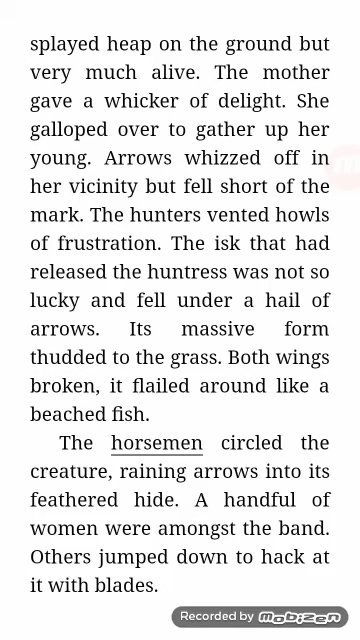 splayed heap on the ground but
very much alive. The mother
gave a whicker of delight. She
galloped over to gather up her
young. Arrows whizzed off in
her vicinity but fell short of the
mark. The hunters vented howls
of frustration. The isk that had
released the huntress was not so
lucky and fell under a hail of
arrows. Its massive form
thudded to the grass. Both wings
broken, it flailed around like a
beached fish.
The horsemen circled the
creature, raining arrows into its
feathered hide. A handful of
women were amongst the band.
Others jumped down to hack at
it with blades.
Recorded by mobizen